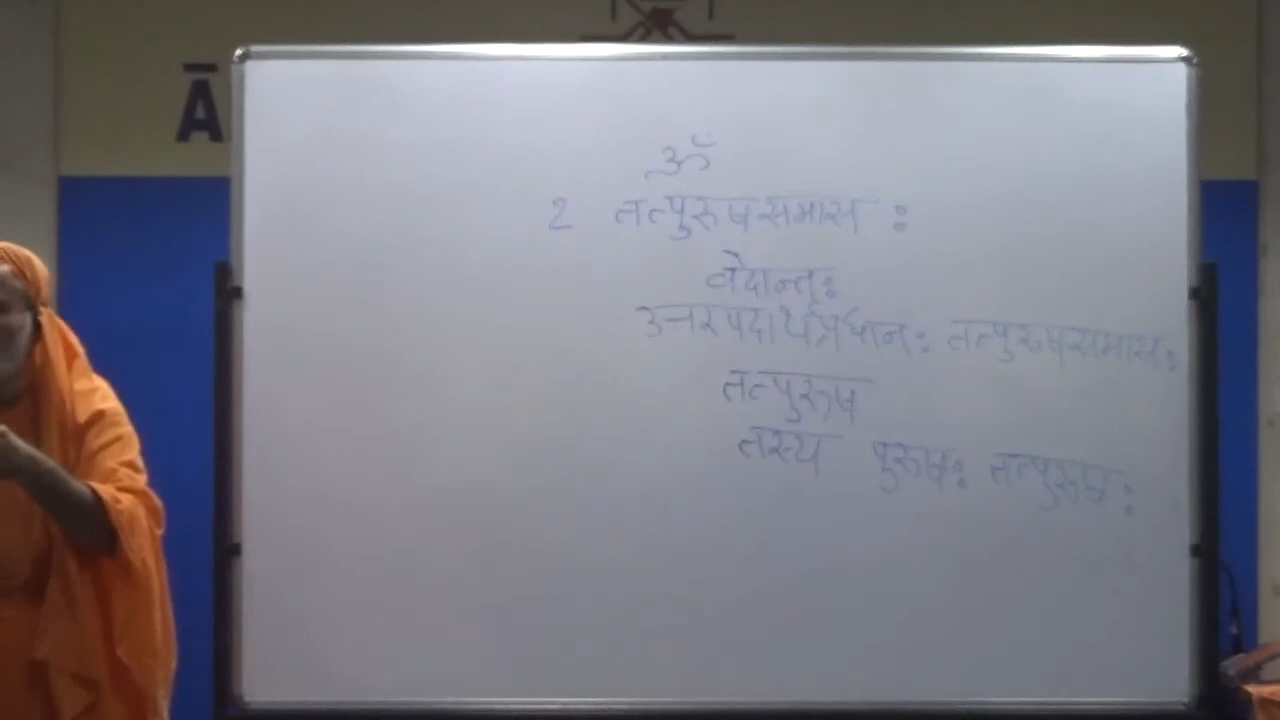 Ā
ॐ
2 तत्पुरुषसमासः
वेदान्तः
उत्तरपदार्थप्रधानः तत्पुरुषसमासः
तत्पुरुष
तस्य पुरुषः तत्पुरुषः